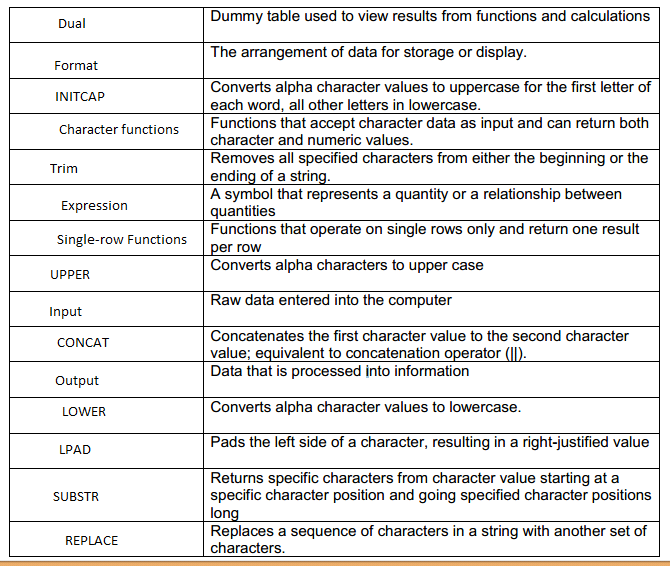 Dual
Dummy table used to view results from functions and calculations
Format
The arrangement of data for storage or display.
INITCAP
Converts alpha character values to uppercase for the first letter of
each word, all other letters in lowercase.
Character functions
Functions that accept character data as input and can return both
character and numeric values.
Trim
Removes all specified characters from either the beginning or the
ending of a string.
Expression
A symbol that represents a quantity or a relationship between
quantities
Single-row Functions
Functions that operate on single rows only and return one result
per row
UPPER
Converts alpha characters to upper case
Input
Raw data entered into the computer
CONCAT
Concatenates the first character value to the second character
value; equivalent to concatenation operator (||).
Output
Data that is processed into information
LOWER
Converts alpha character values to lowercase.
LPAD
Pads the left side of a character, resulting in a right-justified value
SUBSTR
Returns specific characters from character value starting at a
specific character position and going specified character positions
long
REPLACE
Replaces a sequence of characters in a string with another set of
characters.